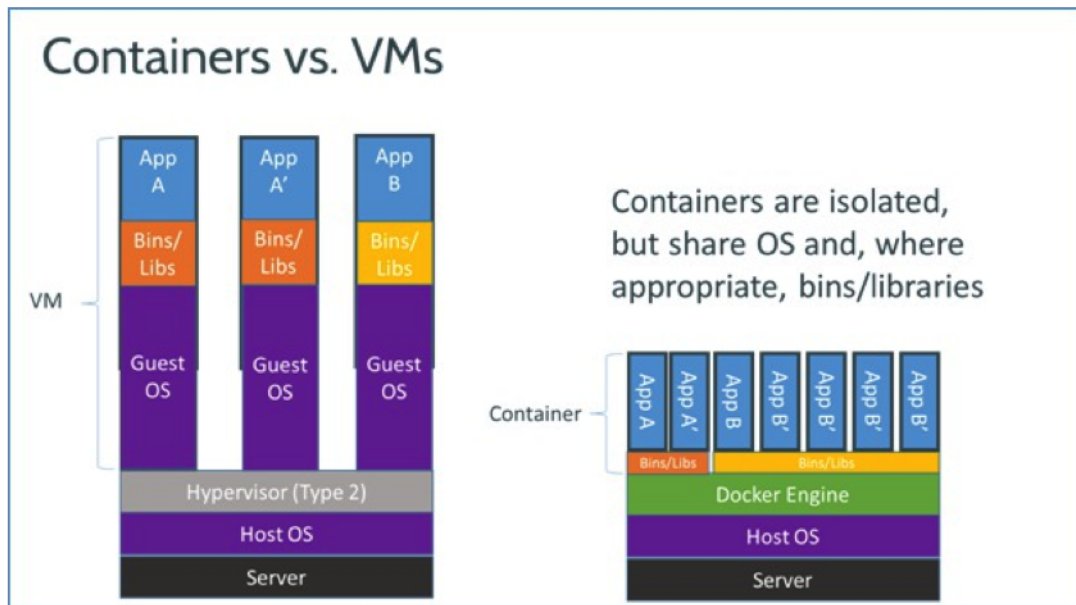 Containers vs. VMs
VM
App
A
App
A'
App
B
Bins/
Libs
Bins/
Libs
Bins/
Libs
Guest
OS
Guest
OS
Guest
OS
Hypervisor (Type 2)
Host OS
Server
Containers are isolated,
but share OS and, where
appropriate, bins/libraries
Container
App A
App A'
App B
App B'
App B'
App B'
App B'
Bins/Libs
Bins/Libs
Docker Engine
Host OS
Server